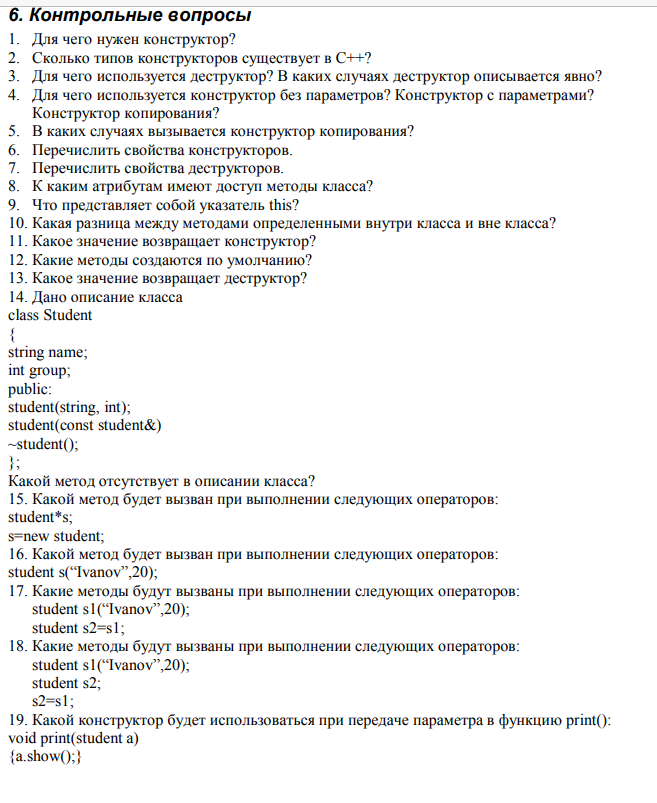 6. Контрольные вопросы
1. Для чего нужен конструктор?
2. Сколько типов конструкторов существует в C++?
3. Для чего используется деструктор? В каких случаях деструктор описывается явно?
4. Для чего используется конструктор без параметров? Конструктор с параметрами?
Конструктор копирования?
5. В каких случаях вызывается конструктор копирования?
6. Перечислить свойства конструкторов.
7. Перечислить свойства деструкторов.
8. К каким атрибутам имеют доступ методы класса?
9. Что представляет собой указатель this?
10. Какая разница между методами определенными внутри класса и вне класса?
11. Какое значение возвращает конструктор?
12. Какие методы создаются по умолчанию?
13. Какое значение возвращает деструктор?
14. Дано описание класса
class Student
{
string name;
int group;
public:
student(string, int);
student(const student&)
~student();
};
Какой метод отсутствует в описании класса?
15. Какой метод будет вызван при выполнении следующих операторов:
student*s;
s=new student;
16. Какой метод будет вызван при выполнении следующих операторов:
student s(“Ivanov”,20);
17. Какие методы будут вызваны при выполнении следующих операторов:
student s1(“Ivanov”,20);
student s2=s1;
18. Какие методы будут вызваны при выполнении следующих операторов:
student s1(“Ivanov”,20);
student s2;
s2=s1;
19. Какой конструктор будет использоваться при передаче параметра в функцию print():
void print(student a)
{a.show();}